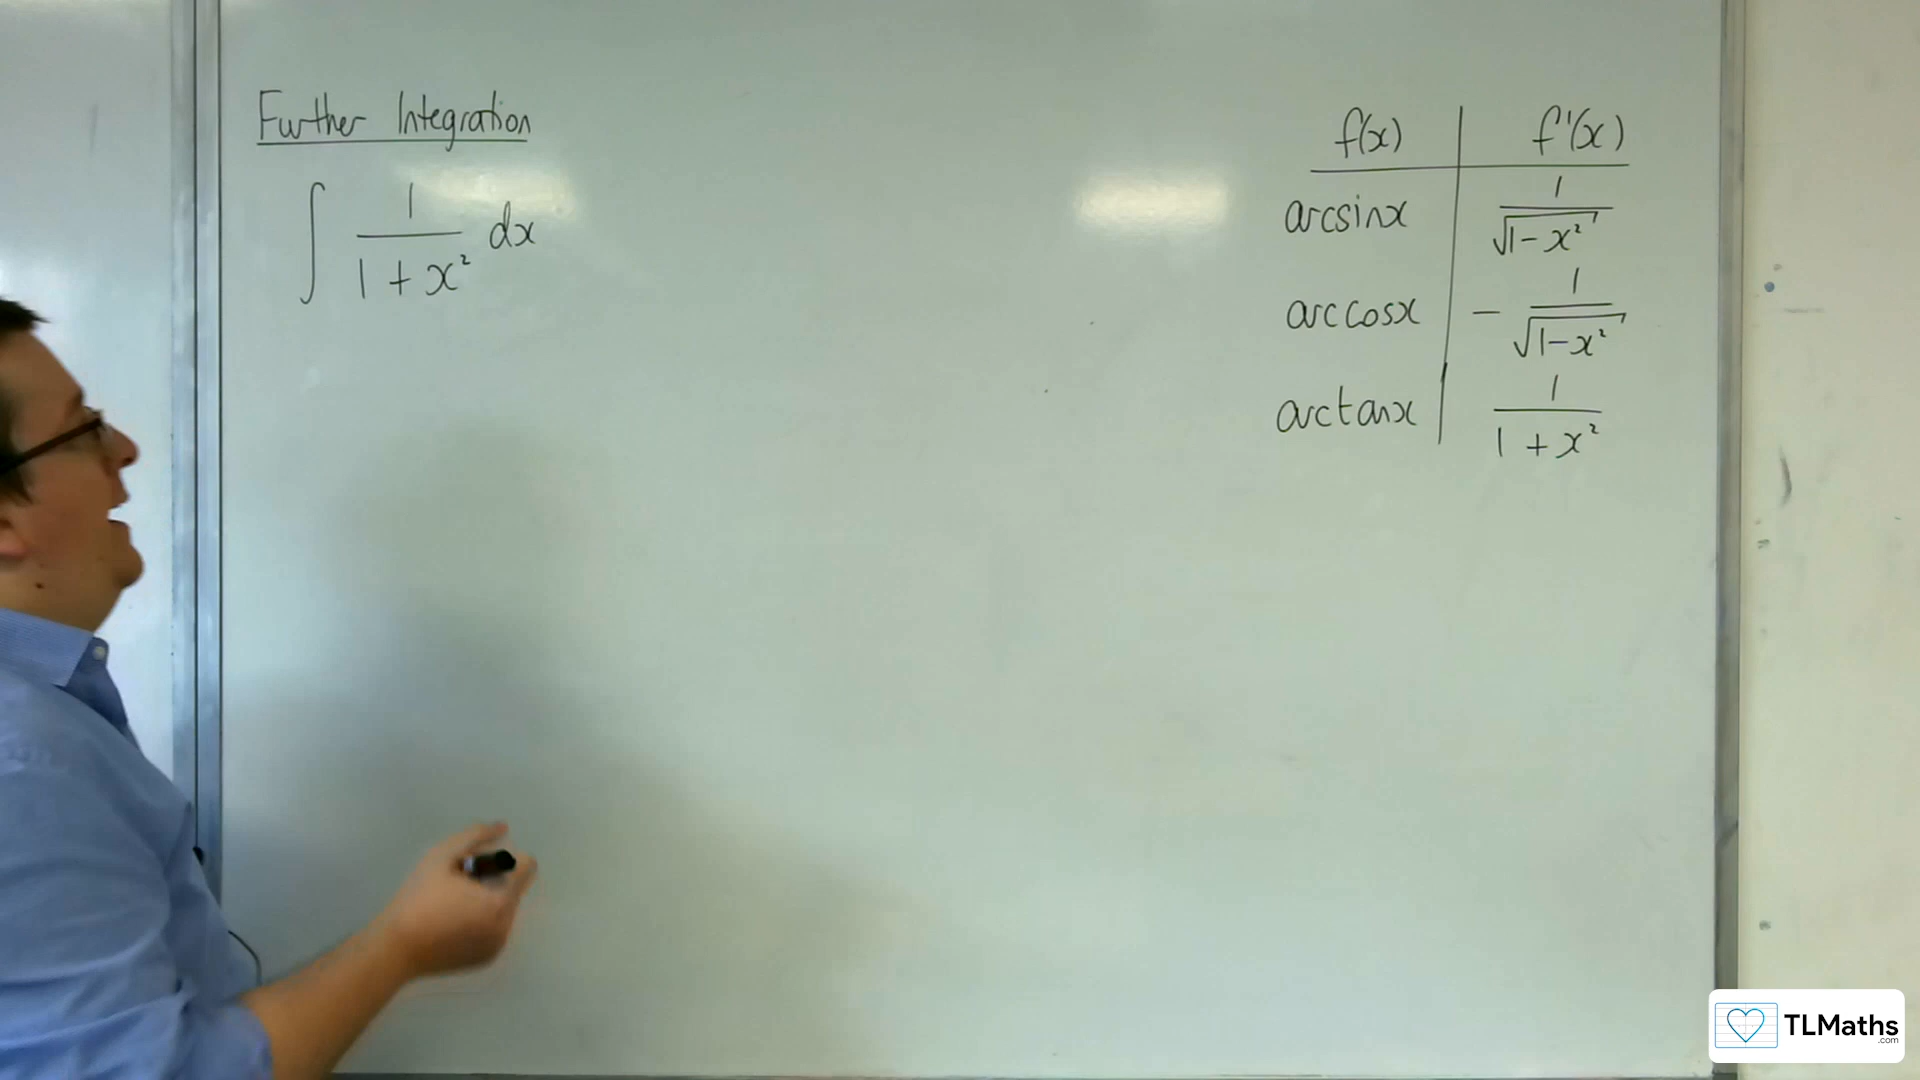 Further Integration
∫ 1/(1 + x²) dx
f(x) | f'(x)
arcsinx | 1/√(1-x²)
arccosx | - 1/√(1-x²)
arctanx | 1/(1 + x²)
TLMaths
.com